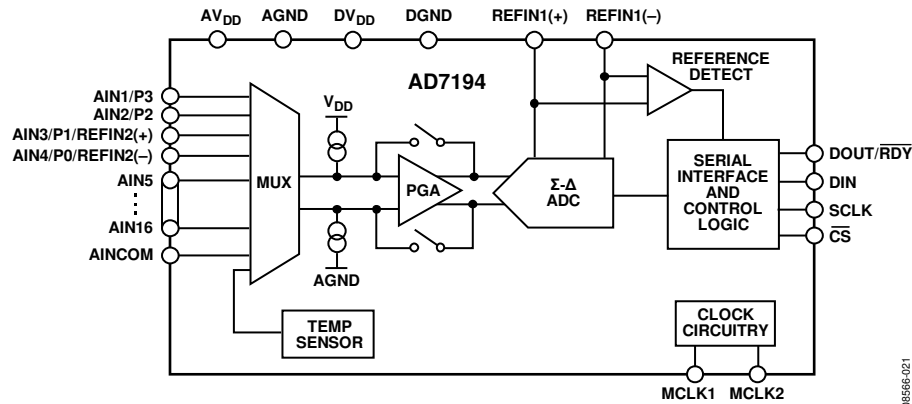 AVDD AGND DVDD DGND REFIN1(+) REFIN1(–)
AD7194
REFERENCE
DETECT
AIN1/P3
AIN2/P2
AIN3/P1/REFIN2(+)
AIN4/P0/REFIN2(–)
AIN5
AIN16
AINCOM
MUX
VDD
AGND
PGA
Σ-Δ
ADC
SERIAL
INTERFACE
AND
CONTROL
LOGIC
DOUT/RDY
DIN
SCLK
CS
TEMP
SENSOR
CLOCK
CIRCUITRY
MCLK1 MCLK2
08566-021